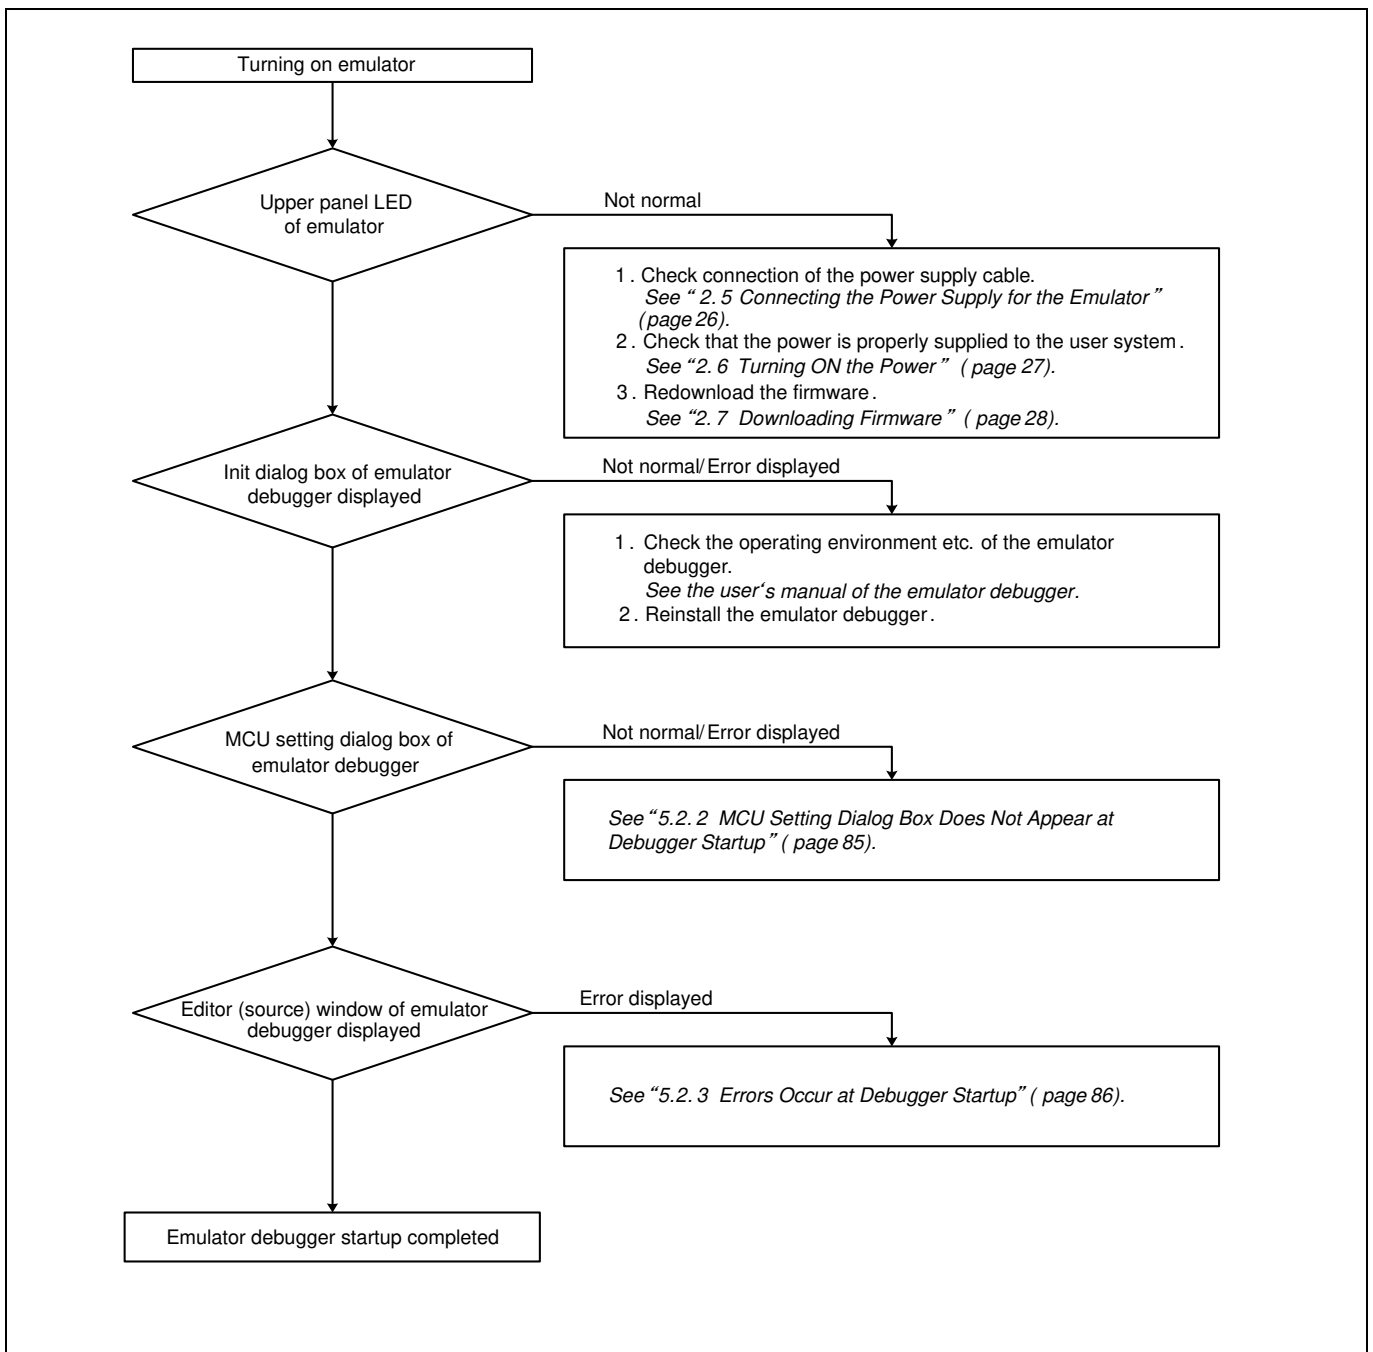 Turning on emulator
Upper panel LED
of emulator
Not normal
1. Check connection of the power supply cable.
See “2.5 Connecting the Power Supply for the Emulator”
(page 26).
2. Check that the power is properly supplied to the user system.
See “2.6 Turning ON the Power” (page 27).
3. Redownload the firmware.
See “2.7 Downloading Firmware” (page 28).
Init dialog box of emulator
debugger displayed
Not normal/Error displayed
1. Check the operating environment etc. of the emulator
debugger.
See the user‘s manual of the emulator debugger.
2. Reinstall the emulator debugger.
MCU setting dialog box of
emulator debugger
Not normal/Error displayed
See “5.2.2 MCU Setting Dialog Box Does Not Appear at
Debugger Startup” (page 85).
Editor (source) window of emulator
debugger displayed
Error displayed
See “5.2.3 Errors Occur at Debugger Startup” (page 86).
Emulator debugger startup completed